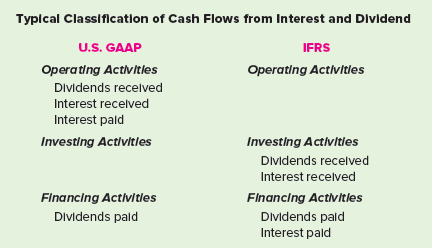 Typical Classification of Cash Flows from Interest and Dividend
U.S. GAAP
Operating Activities
Dividends received
Interest received
Interest paid
Investing Activities
Financing Activities
Dividends paid
IFRS
Operating Activities
Investing Activities
Dividends received
Interest received
Financing Activities
Dividends paid
Interest paid